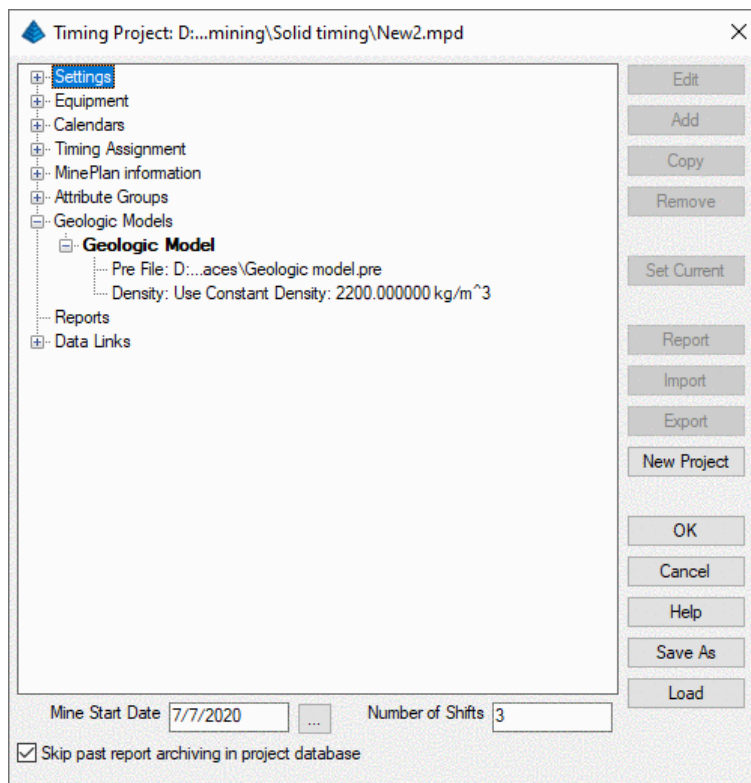 Timing Project: D:...mining\Solid timing\New2.mpd
Settings
Equipment
Calendars
Timing Assignment
MinePlan information
Attribute Groups
Geologic Models
Geologic Model
Pre File: D:...aces\Geologic model.pre
Density: Use Constant Density: 2200.000000 kg/m^3
Reports
Data Links
Edit
Add
Copy
Remove
Set Current
Report
Import
Export
New Project
OK
Cancel
Help
Save As
Load
Mine Start Date 7/7/2020 ... Number of Shifts 3
Skip past report archiving in project database